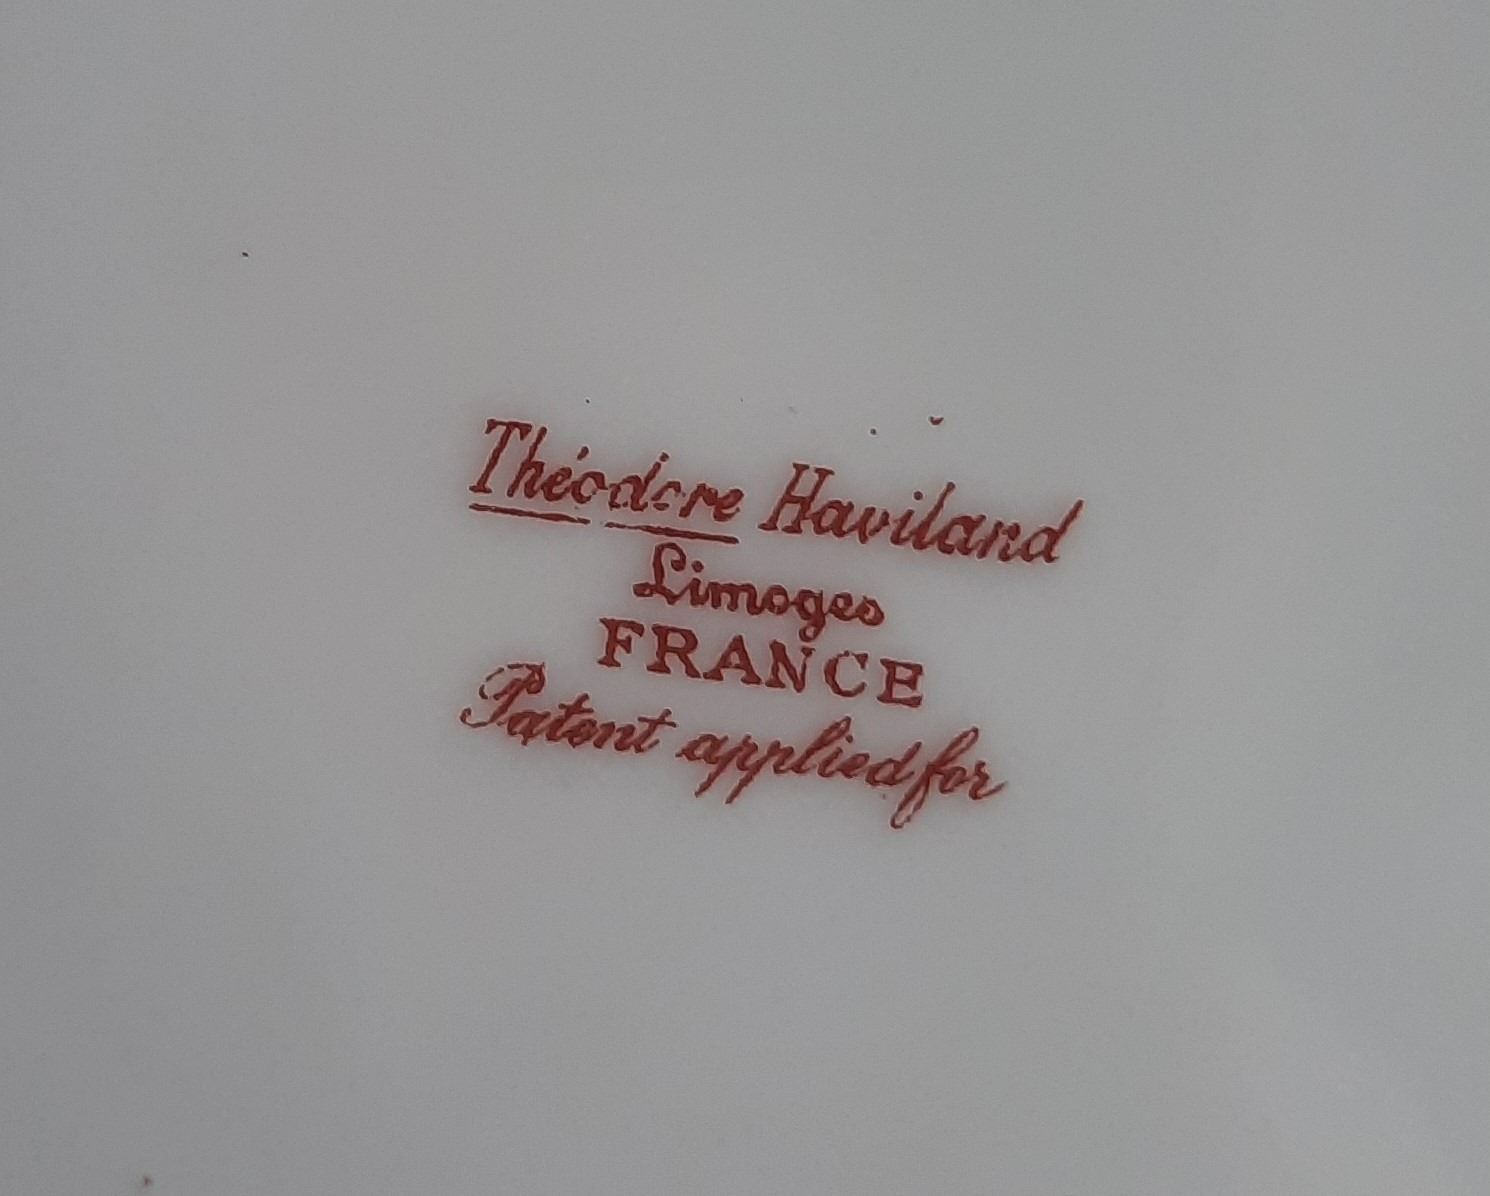 Théodore Haviland
Limoges
FRANCE
Patent applied for